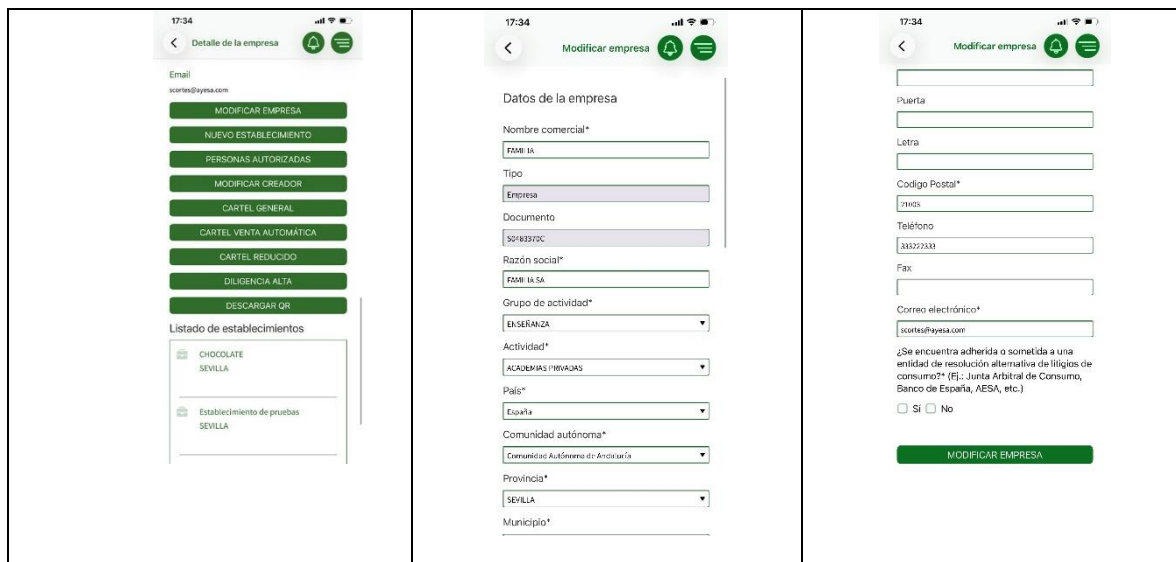 17:34
Detalle de la empresa
Email
scortes@ayesa.com
MODIFICAR EMPRESA
NUEVO ESTABLECIMIENTO
PERSONAS AUTORIZADAS
MODIFICAR CREADOR
CARTEL GENERAL
CARTEL VENTA AUTOMÁTICA
CARTEL REDUCIDO
DILIGENCIA ALTA
DESCARGAR QR
Listado de establecimientos
CHOCOLATE
SEVILLA
Establecimiento de pruebas
SEVILLA
17:34
Modificar empresa
Datos de la empresa
Nombre comercial*
FAMILIA
Tipo
Empresa
Documento
S0483370C
Razón social*
FAMILIA SA
Grupo de actividad*
ENSEÑANZA
Actividad*
ACADEMIAS PRIVADAS
País*
España
Comunidad autónoma*
Comunidad Autónoma de Andalucía
Provincia*
SEVILLA
Municipio*
17:34
Modificar empresa
Puerta
Letra
Codigo Postal*
21003
Teléfono
333222333
Fax
Correo electrónico*
scortes@ayesa.com
¿Se encuentra adherida o sometida a una
entidad de resolución alternativa de litigios de
consumo?* (Ej.: Junta Arbitral de Consumo,
Banco de España, AESA, etc.)
Sí No
MODIFICAR EMPRESA